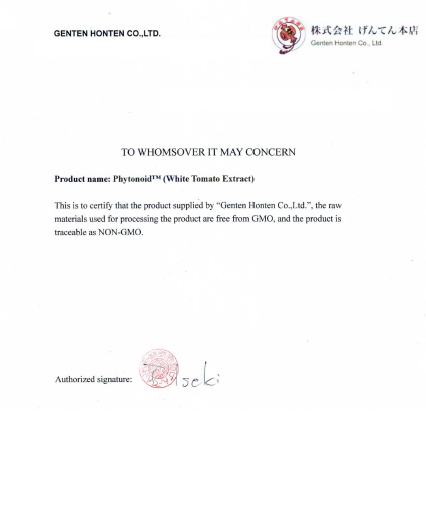 GENTEN HONTEN CO.,LTD.
株式会社 げんてん本店
Genten Honten Co., Ltd.
TO WHOMSOVER IT MAY CONCERN
Product name: Phytonoid™ (White Tomato Extract)
This is to certify that the product supplied by “Genten Honten Co.,Ltd.”, the raw
materials used for processing the product are free from GMO, and the product is
traceable as NON-GMO.
Authorized signature: